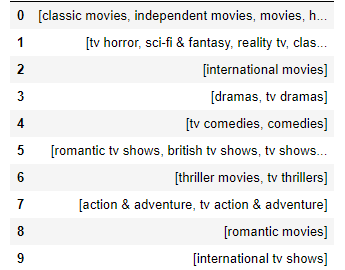 0 [classic movies, independent movies, movies, h...
1 [tv horror, sci-fi & fantasy, reality tv, clas...
2 [international movies]
3 [dramas, tv dramas]
4 [tv comedies, comedies]
5 [romantic tv shows, british tv shows, tv shows...
6 [thriller movies, tv thrillers]
7 [action & adventure, tv action & adventure]
8 [romantic movies]
9 [international tv shows]